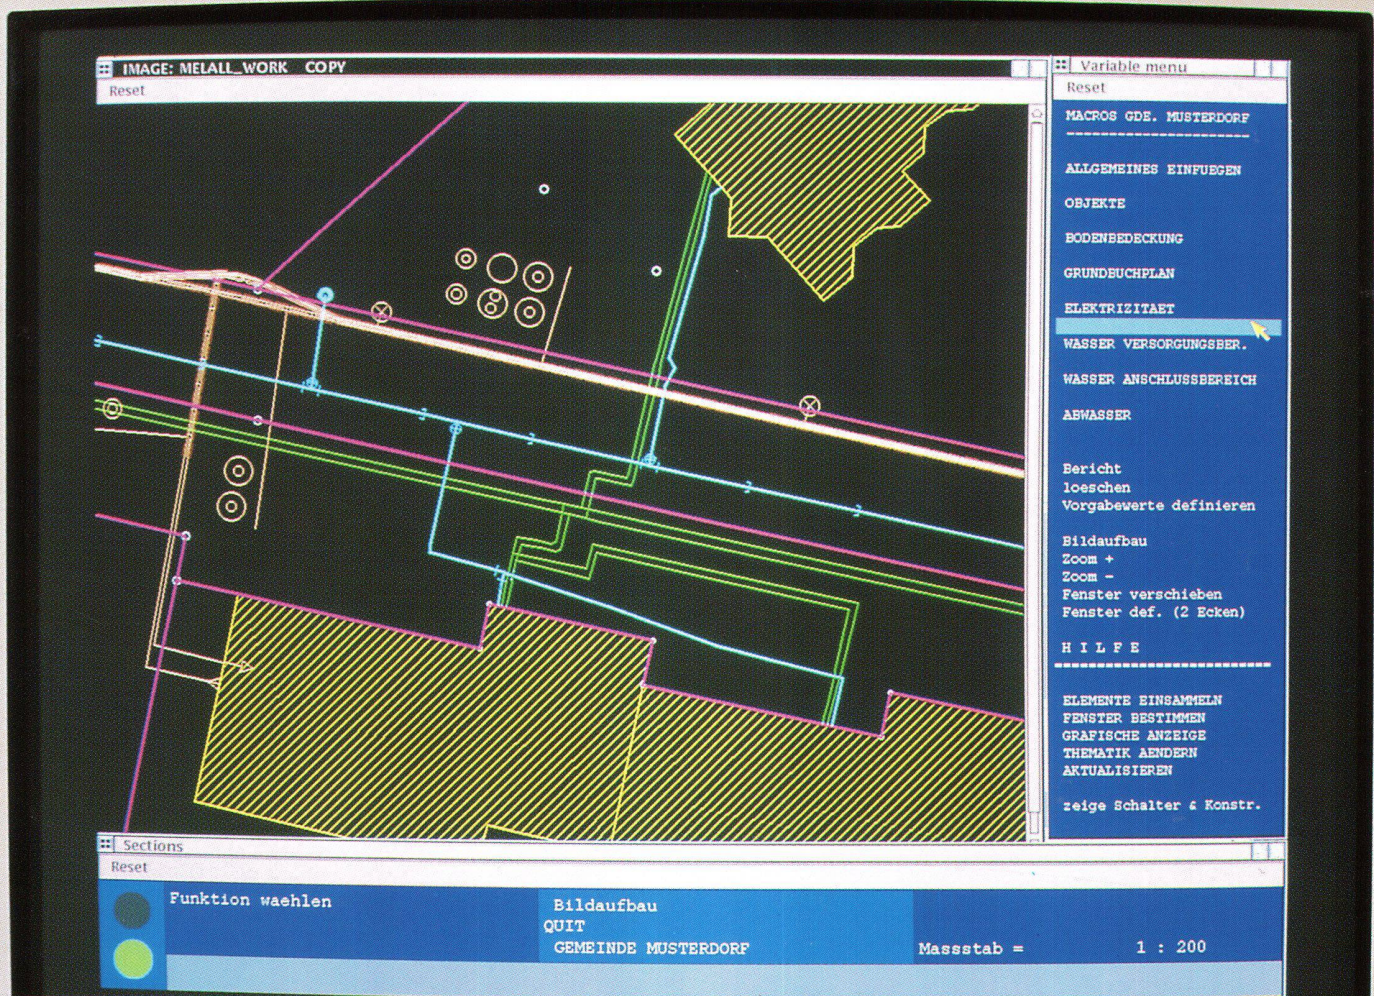 IMAGE: MELALL_WORK COPY
Reset
Variable menu
Reset
MACROS GDE. MUSTERDORF
ALLGEMEINES EINFUEGEN
OBJEKTE
BODENBEDECKUNG
GRUNDBUCHPLAN
ELEKTRIZITAET
WASSER VERSORGUNGSBER.
WASSER ANSCHLUSSBEREICH
ABWASSER
Bericht
loeschen
Vorgabewerte definieren
Bildaufbau
Zoom +
Zoom -
Fenster verschieben
Fenster def. (2 Ecken)
H I L F E
ELEMENTE EINSAMMELN
FENSTER BESTIMMEN
GRAFISCHE ANZEIGE
THEMATIK AENDERN
AKTUALISIEREN
zeige Schalter & Konstr.
Sections
Reset
Funktion waehlen
Bildaufbau
QUIT
GEMEINDE MUSTERDORF
Massstab = 1 : 200